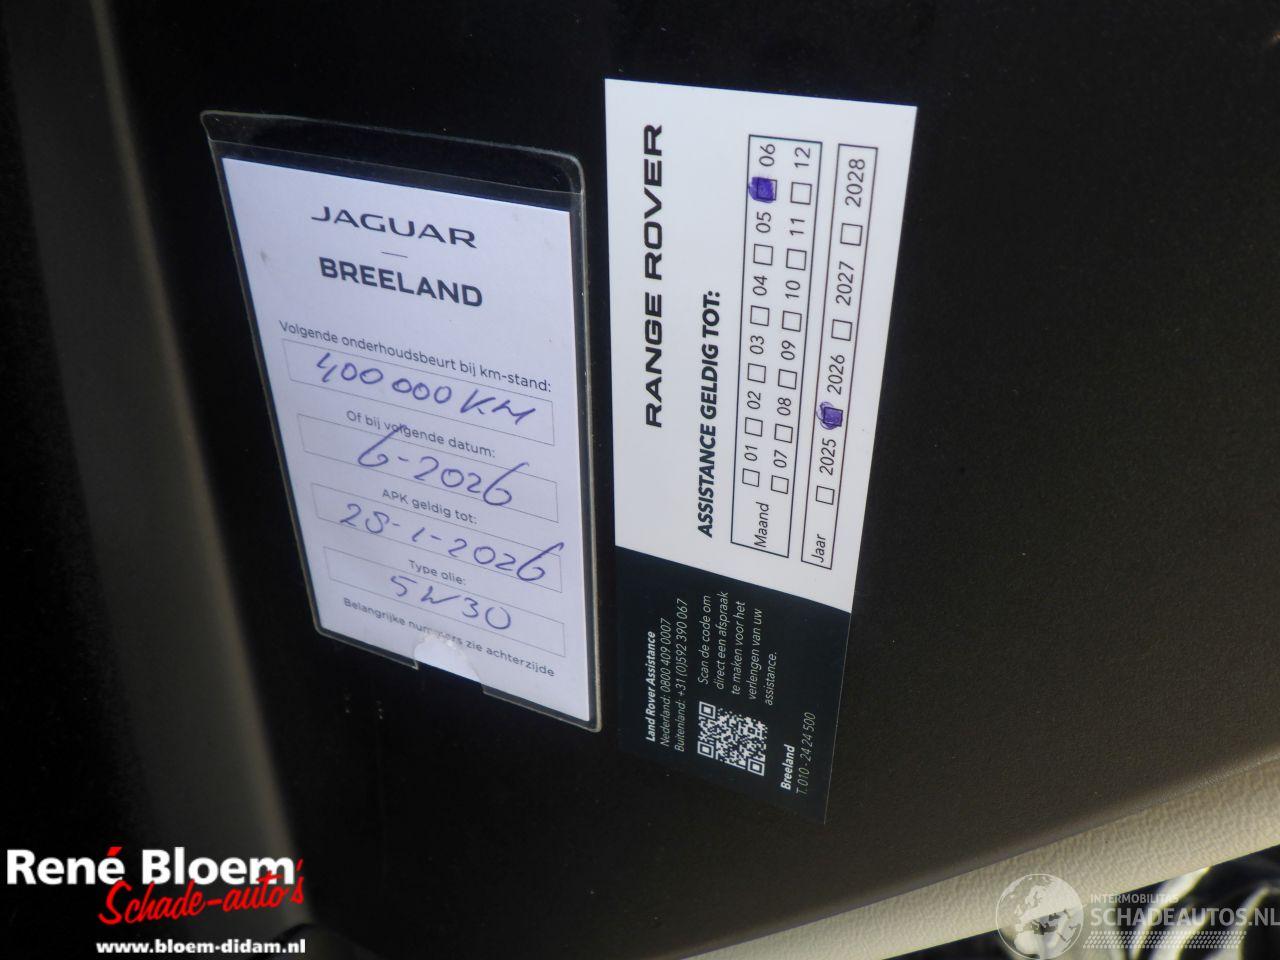 JAGUAR
BREELAND
Volgende onderhoudsbeurt bij km-stand:
400 000 KM
Of bij volgende datum:
6-2026
APK geldig tot:
28-1-2026
Type olie:
5W30
Belangrijke nummers zie achterzijde
RANGE ROVER
ASSISTANCE GELDIG TOT:
Maand 01 02 03 04 05 06
07 08 09 10 11 12
Jaar 2025 2026 2027 2028
Land Rover Assistance
Nederland: 0800 409 0007
Buitenland: +31 (0)592 390 067
Scan de code om
direct een afspraak
te maken voor het
verlengen van uw
assistance.
Breeland
T. 010 - 24 24 500
René Bloem
Schade-auto's
www.bloem-didam.nl
INTERMOBILITAS
SCHADEAUTOS.NL